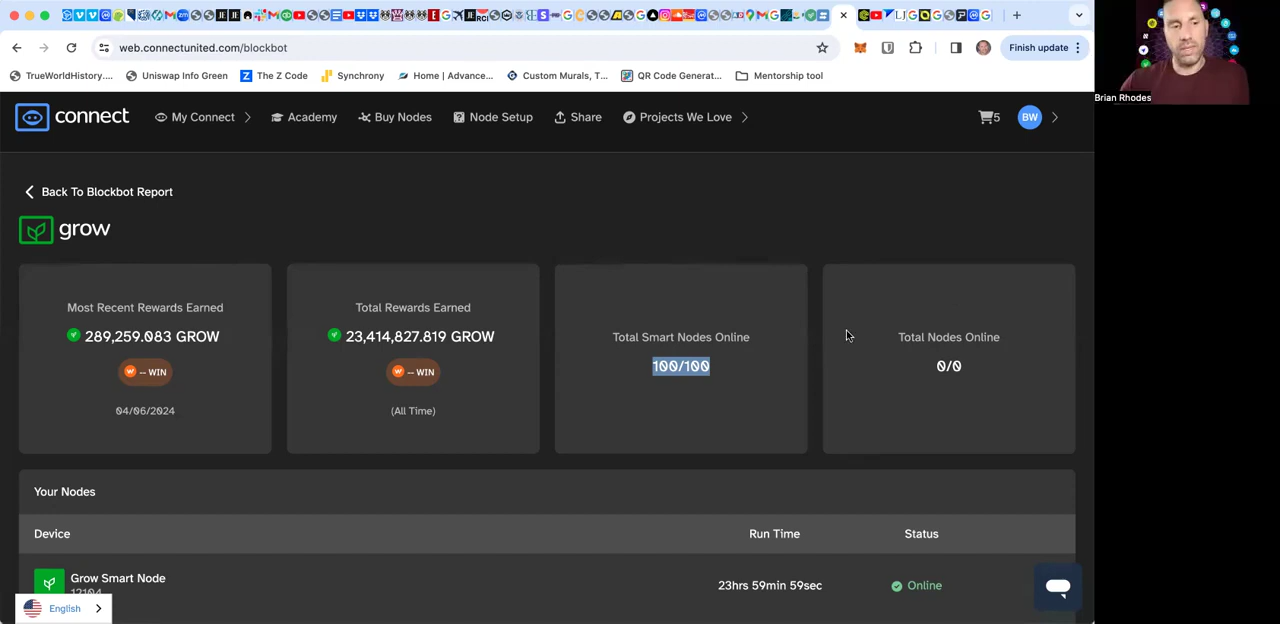 web.connectunited.com/blockbot
Finish update
TrueWorldHistory....
Uniswap Info Green
The Z Code
Synchrony
Home | Advance...
Custom Murals, T...
QR Code Generat...
Mentorship tool
Brian Rhodes
connect
My Connect
Academy
Buy Nodes
Node Setup
Share
Projects We Love
5
BW
Back To Blockbot Report
grow
Most Recent Rewards Earned
289,259.083 GROW
-- WIN
04/06/2024
Total Rewards Earned
23,414,827.819 GROW
-- WIN
(All Time)
Total Smart Nodes Online
100/100
Total Nodes Online
0/0
Your Nodes
Device Run Time Status
Grow Smart Node
23hrs 59min 59sec
Online
English